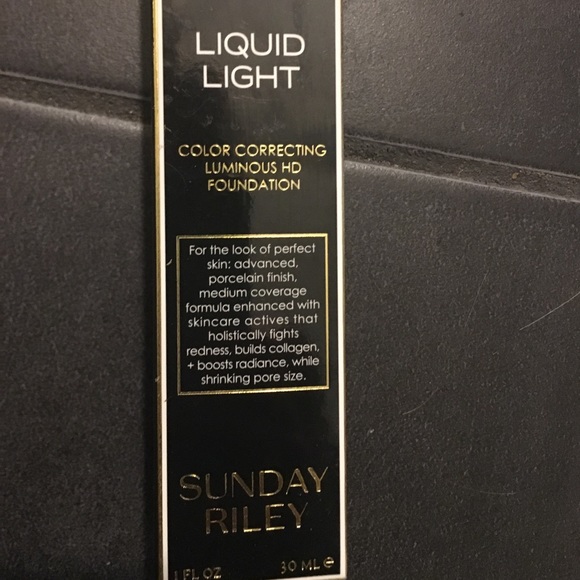 LIQUID
LIGHT
COLOR CORRECTING
LUMINOUS HD
FOUNDATION
For the look of perfect
skin: advanced,
porcelain finish,
medium coverage
formula enhanced with
skincare actives that
holistically fights
redness, builds collagen,
+ boosts radiance, while
shrinking pore size.
SUNDAY
RILEY
1 FL OZ 30 ML ℮